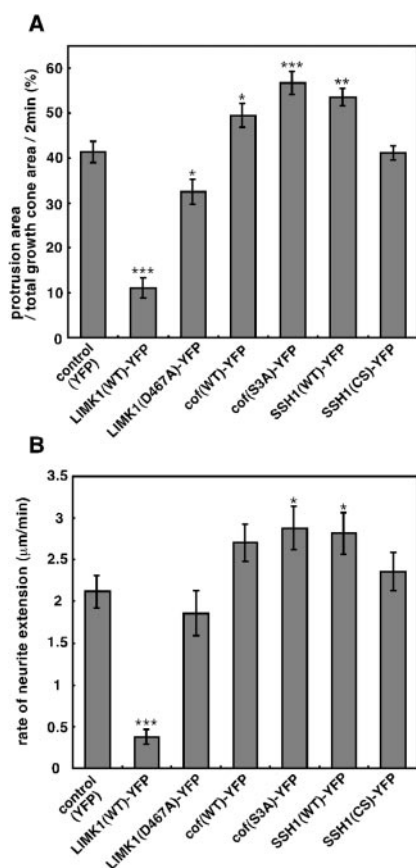 A
protrusion area
/ total growth cone area / 2min (%)
60
50
40
30
20
10
0
***
*
*
***
**
control
(YFP)
LIMK1(WT)-YFP
LIMK1(D467A)-YFP
cof(WT)-YFP
cof(S3A)-YFP
SSH1(WT)-YFP
SSH1(CS)-YFP
B
rate of neurite extension (μm/min)
3.5
3
2.5
2
1.5
1
0.5
0
***
*
*
control
(YFP)
LIMK1(WT)-YFP
LIMK1(D467A)-YFP
cof(WT)-YFP
cof(S3A)-YFP
SSH1(WT)-YFP
SSH1(CS)-YFP